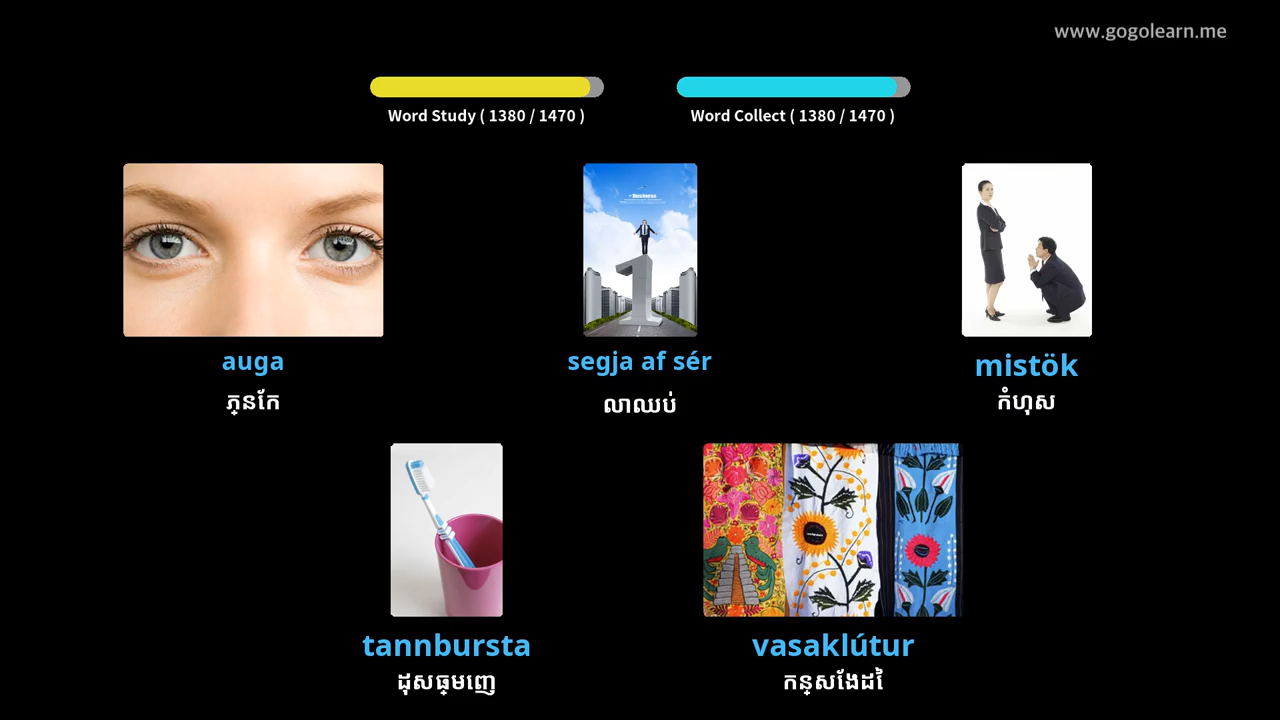 www.gogolearn.me
Word Study ( 1380 / 1470 )
Word Collect ( 1380 / 1470 )
Business
auga
ភ្នែក
segja af sér
លាឈប់
mistök
កំហុស
tannbursta
ដុសធ្មេញ
vasaklútur
កន្សែងដៃ